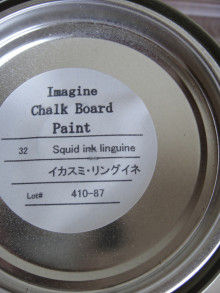 Imagine
Chalk Board
Paint
32 Squid ink linguine
イカスミ・リングイネ
Lot# 410-87